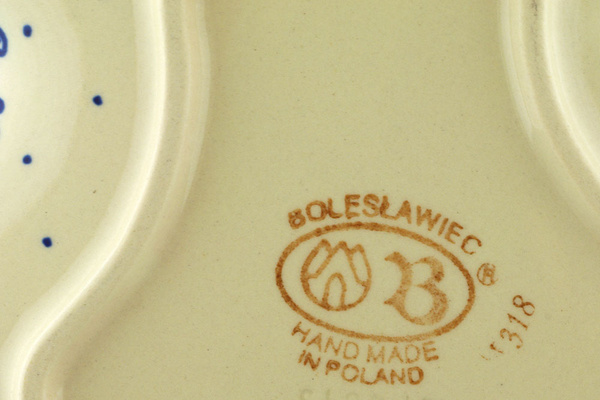 BOLESŁAWIEC
B ®
HAND MADE
IN POLAND
318